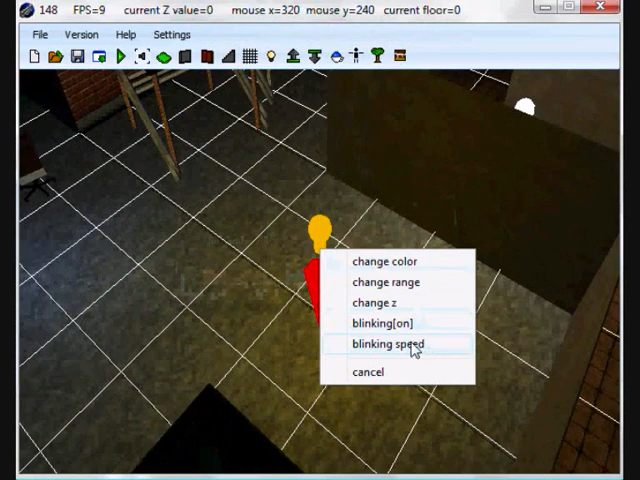 148 FPS=9 current Z value=0 mouse x=320 mouse y=240 current floor=0
File Version Help Settings
change color
change range
change z
blinking[on]
blinking speed
cancel